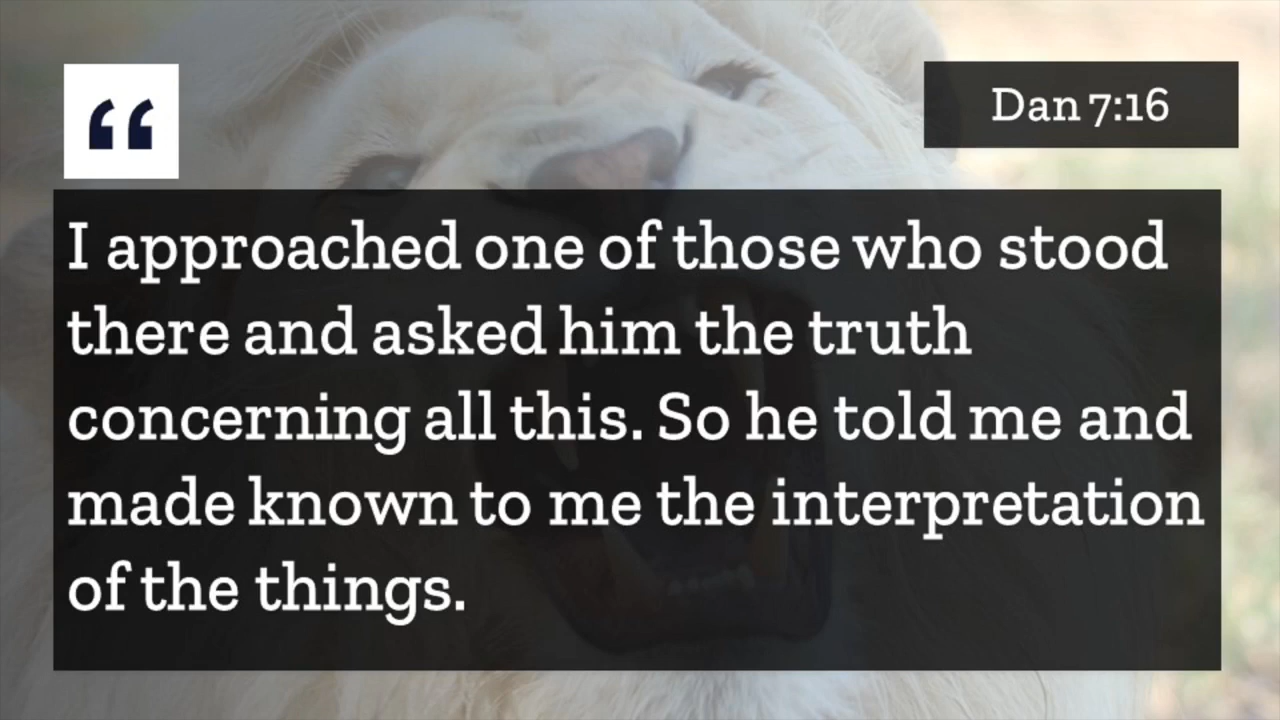 “
Dan 7:16
I approached one of those who stood
there and asked him the truth
concerning all this. So he told me and
made known to me the interpretation
of the things.